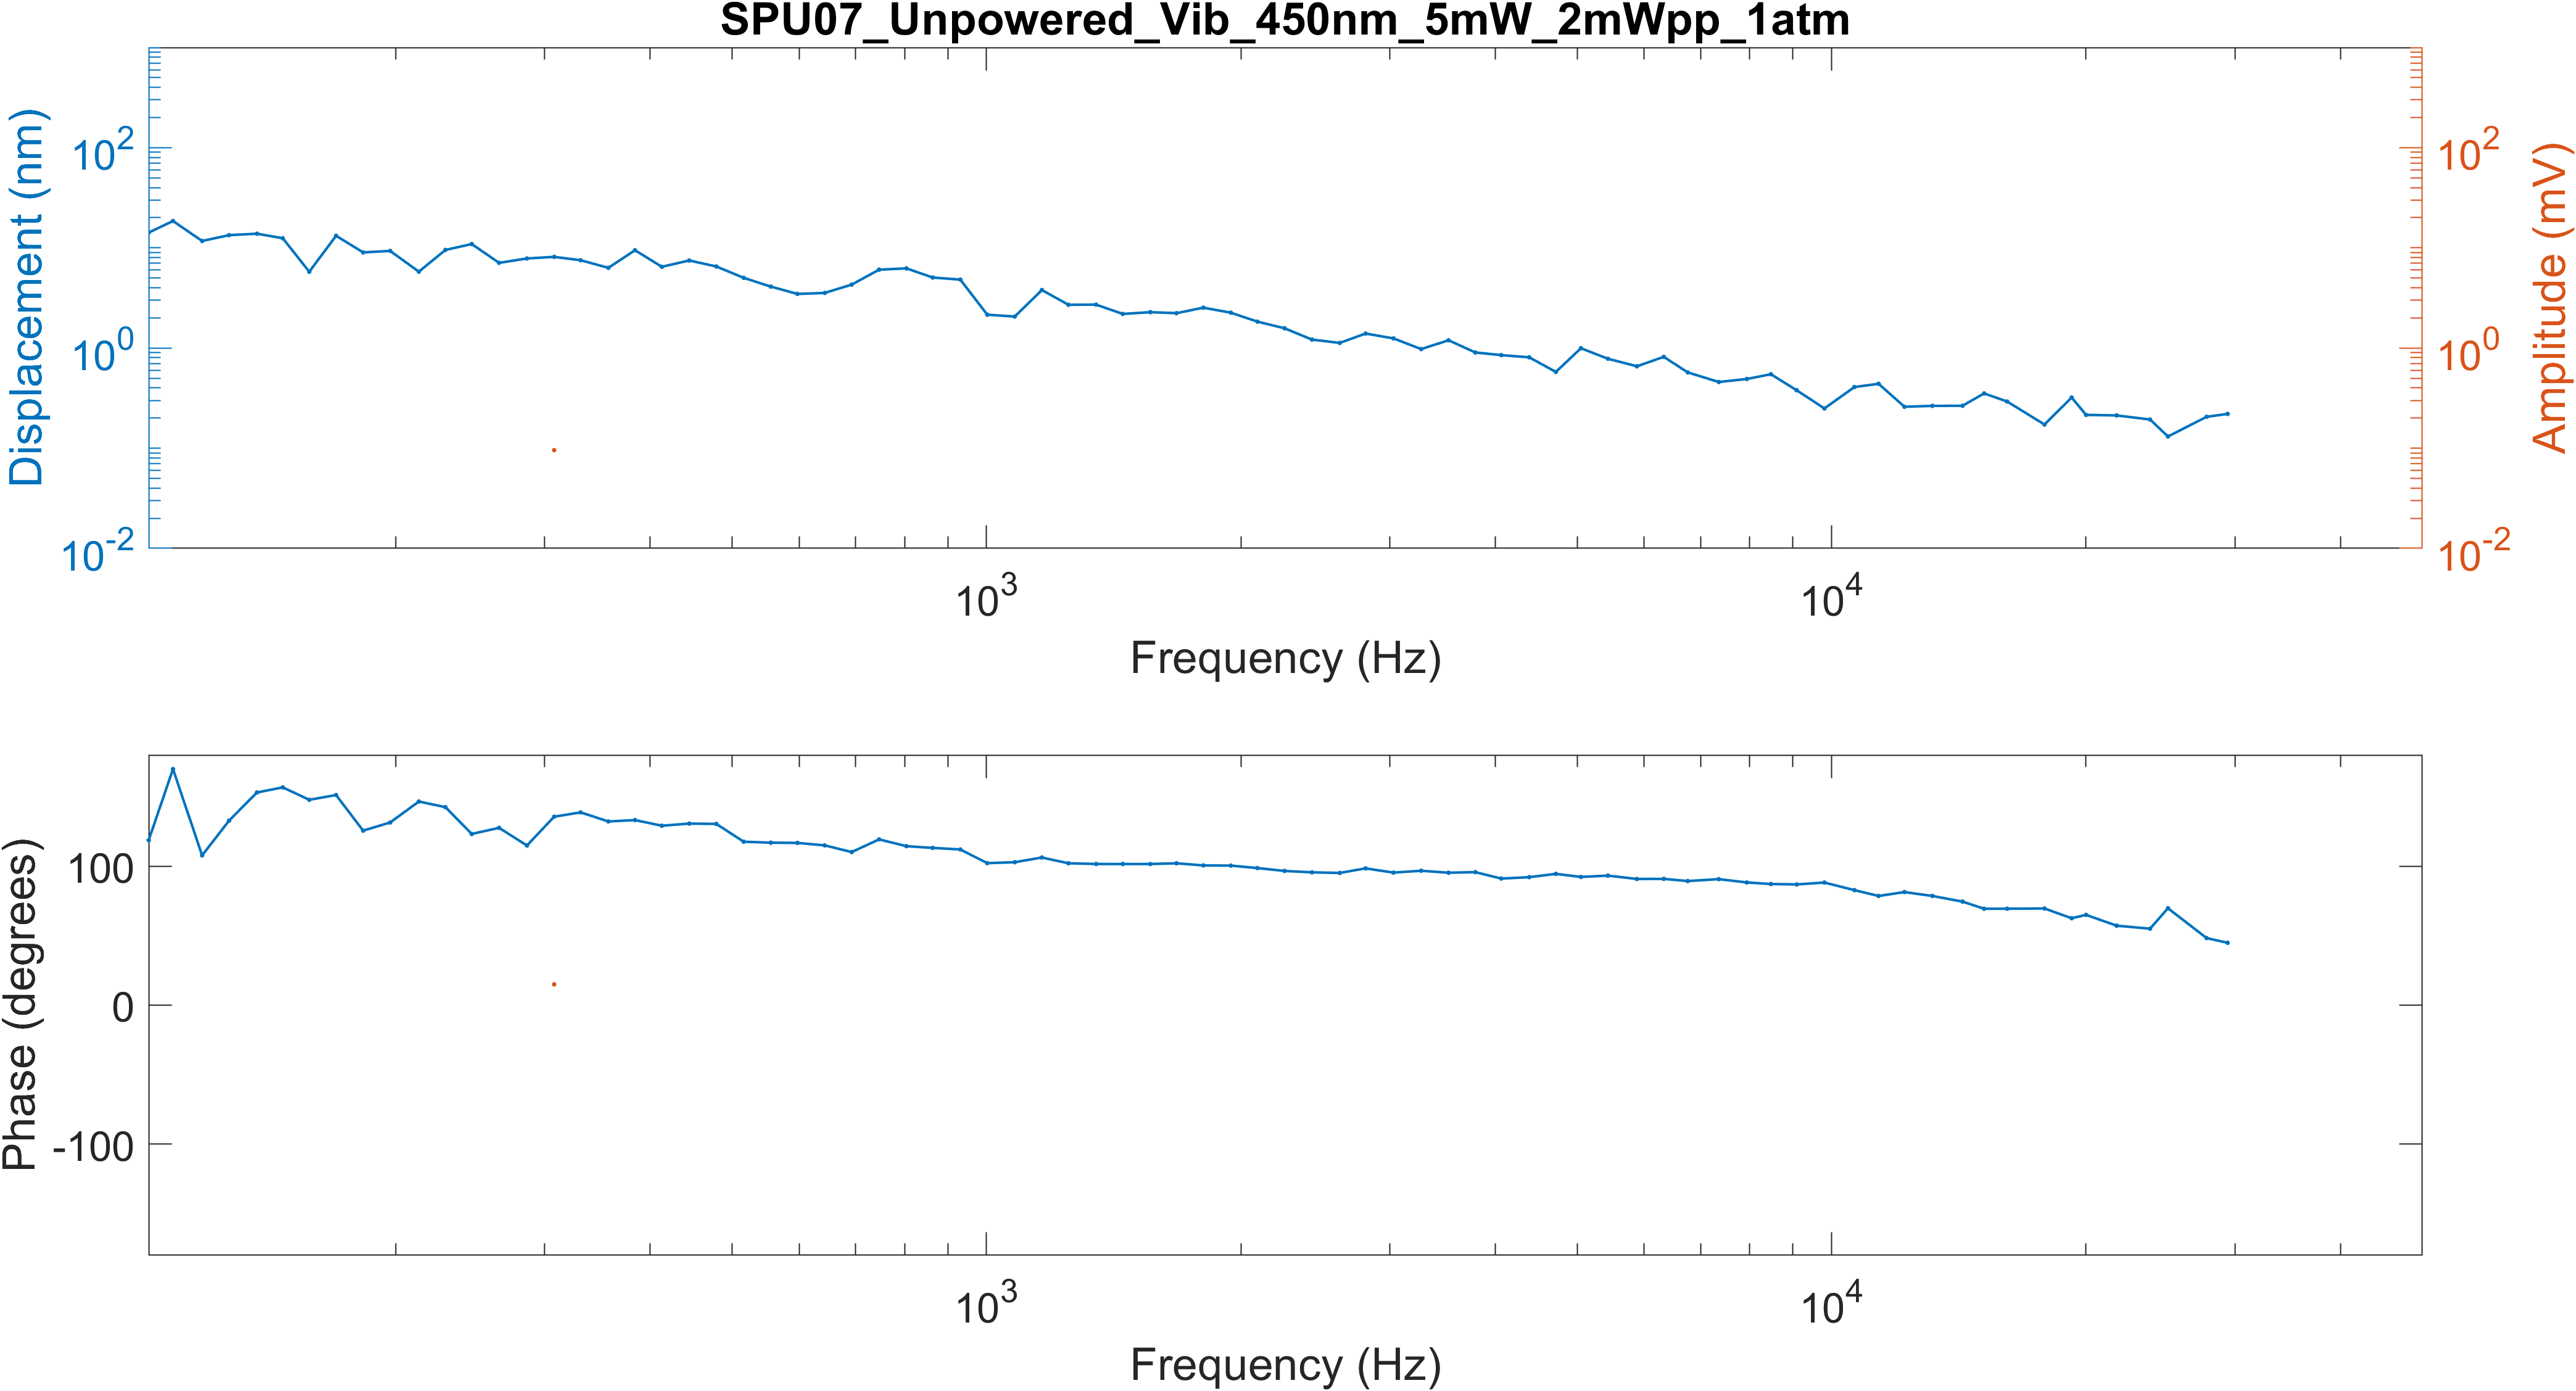 SPU07_Unpowered_Vib_450nm_5mW_2mWpp_1atm
Displacement (nm)
10^2
10^0
10^-2
Amplitude (mV)
10^2
10^0
10^-2
10^3
10^4
Frequency (Hz)
Phase (degrees)
100
0
-100
10^3
10^4
Frequency (Hz)